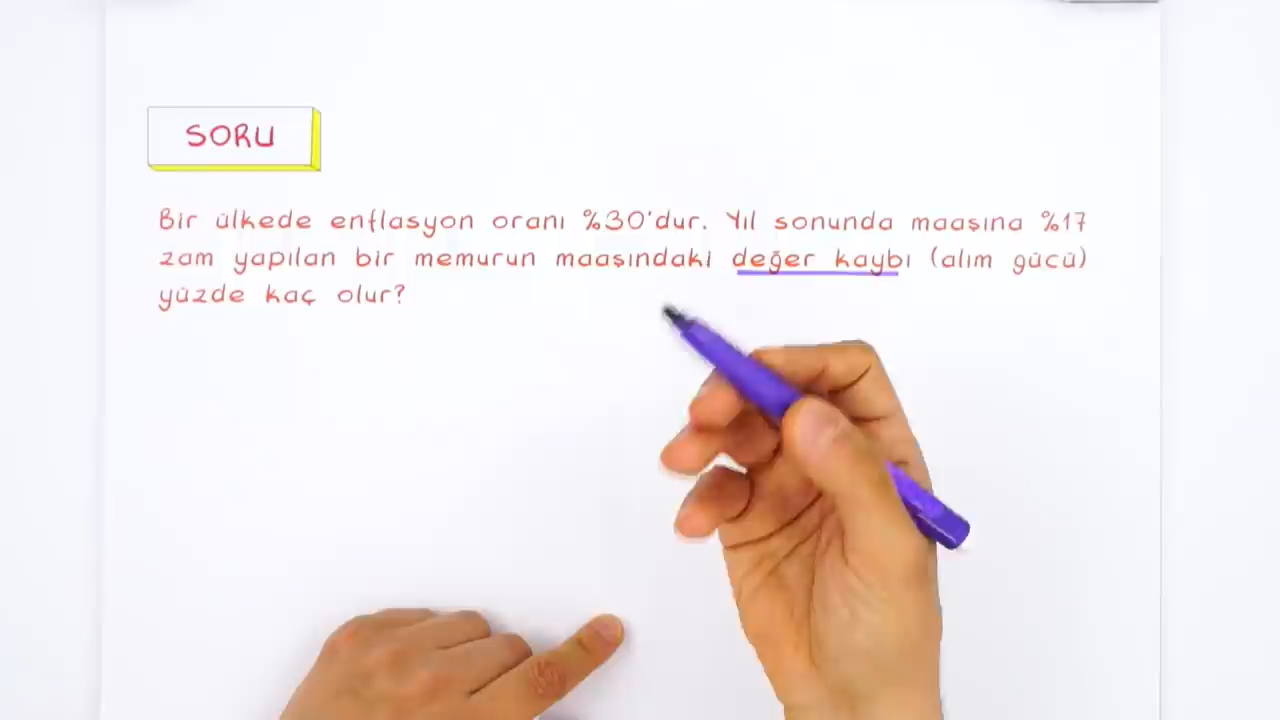 SORU
Bir ülkede enflasyon oranı %30'dur. Yıl sonunda maaşına %17
zam yapılan bir memurun maaşındaki değer kaybı (alım gücü)
yüzde kaç olur?